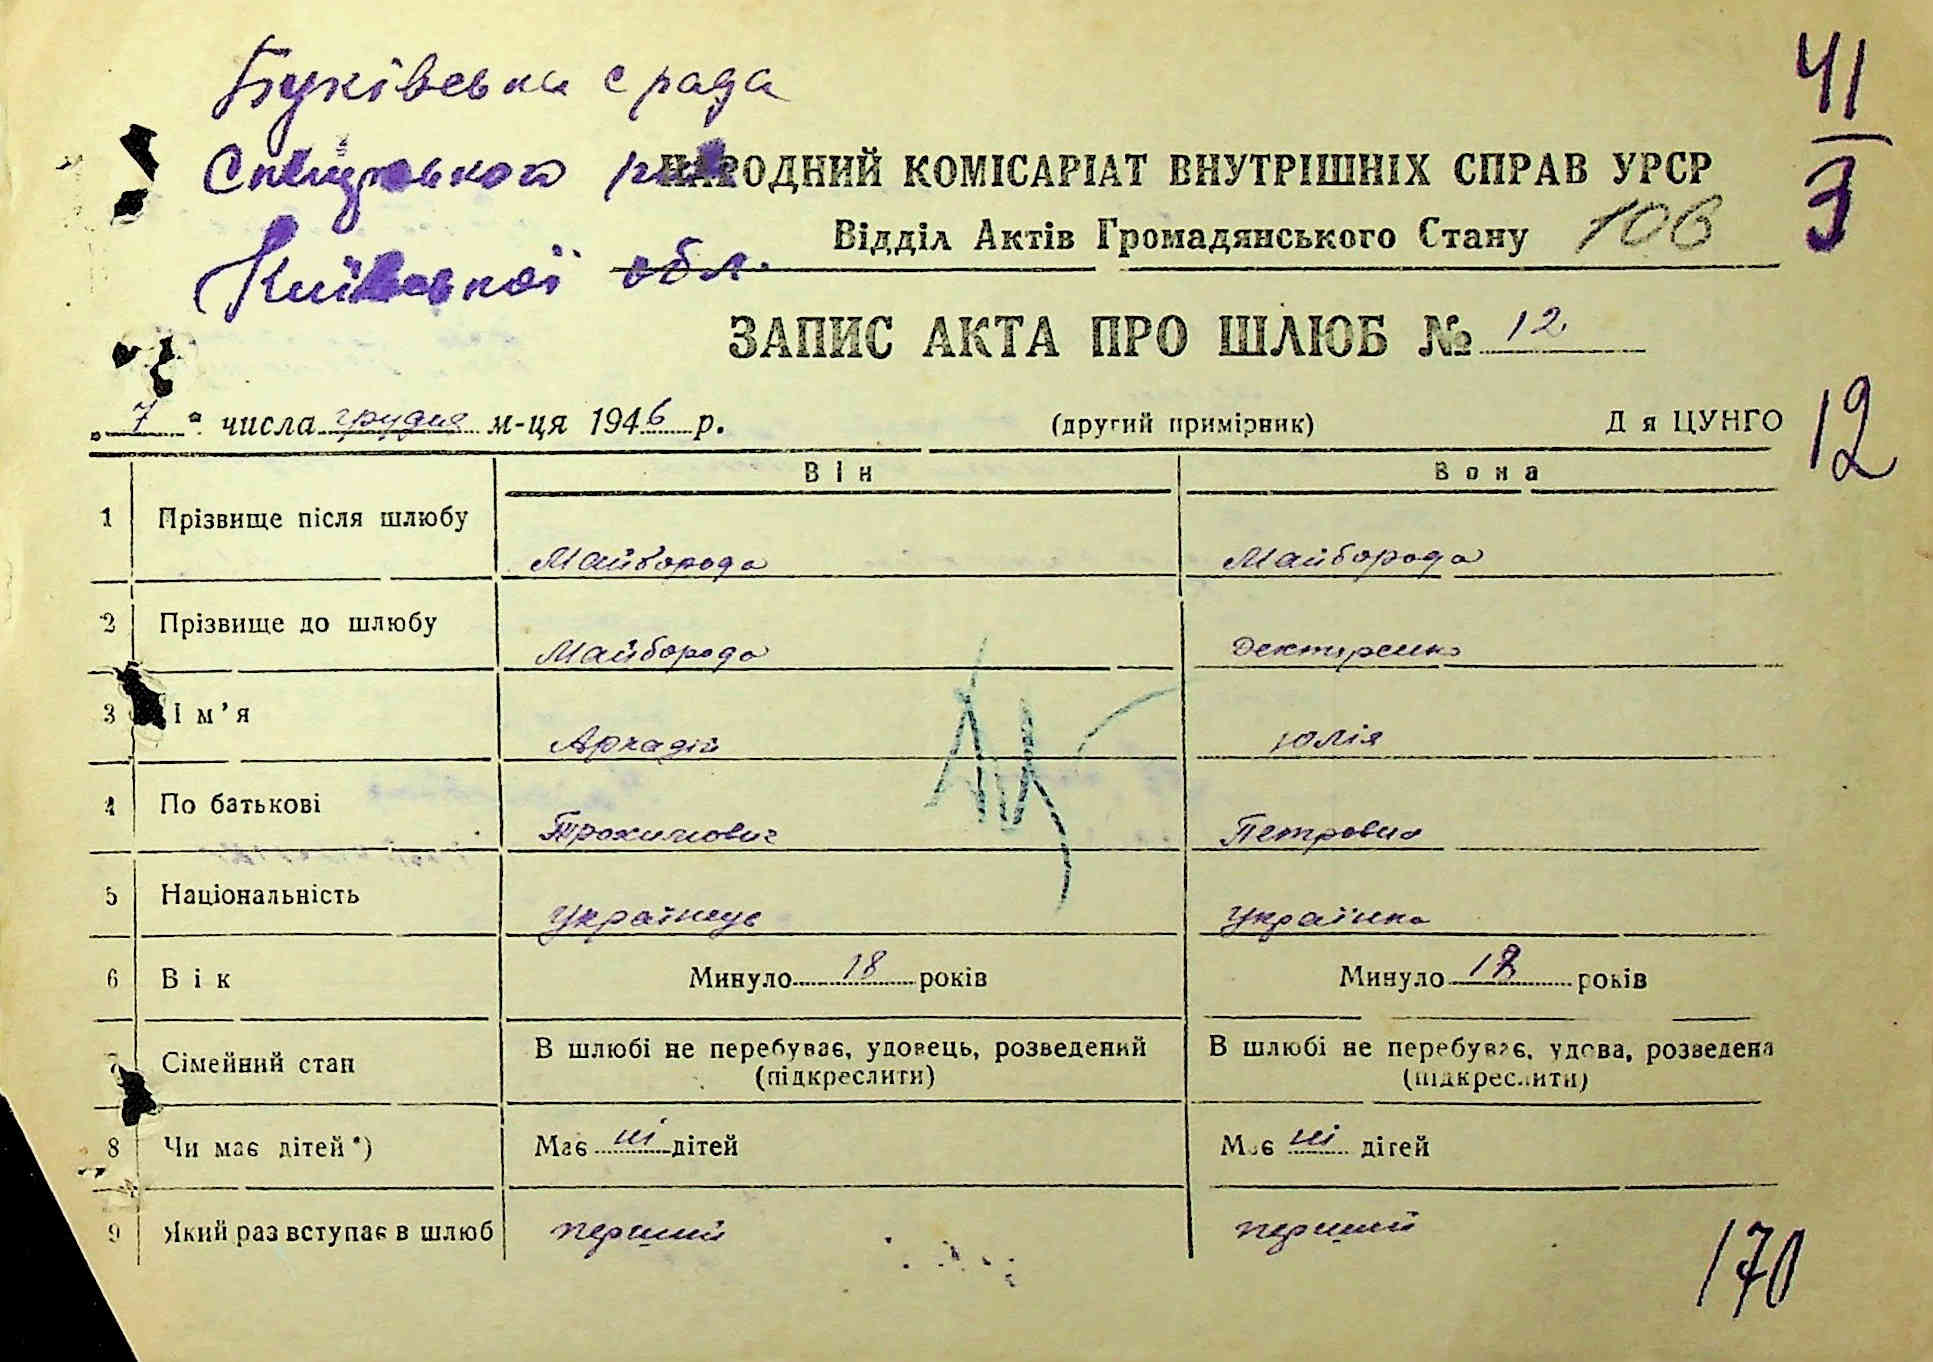 Буківська с рада
Сквирського р-на
Київської обл.
41
3
НАРОДНИЙ КОМІСАРІАТ ВНУТРІШНІХ СПРАВ УРСР
Відділ Актів Громадянського Стану 106
ЗАПИС АКТА ПРО ШЛЮБ № 12
„7“ числа грудня м-ця 1946 р. (другий примірник) Для ЦУНГО
12
Він Вона
1 Прізвище після шлюбу Майборода Майборода
2 Прізвище до шлюбу Майборода Дектяренко
3 Ім’я Аркадій Юлія
4 По батькові Трохимович Петровна
5 Національність Українець Українка
6 Вік Минуло 18 років Минуло 18 років
7 Сімейний стан В шлюбі не перебуває, удовець, розведений В шлюбі не перебуває, удова, розведена
(підкреслити) (підкреслити)
8 Чи має дітей *) Має ні дітей Має ні дітей
9 Який раз вступає в шлюб перший перший
170